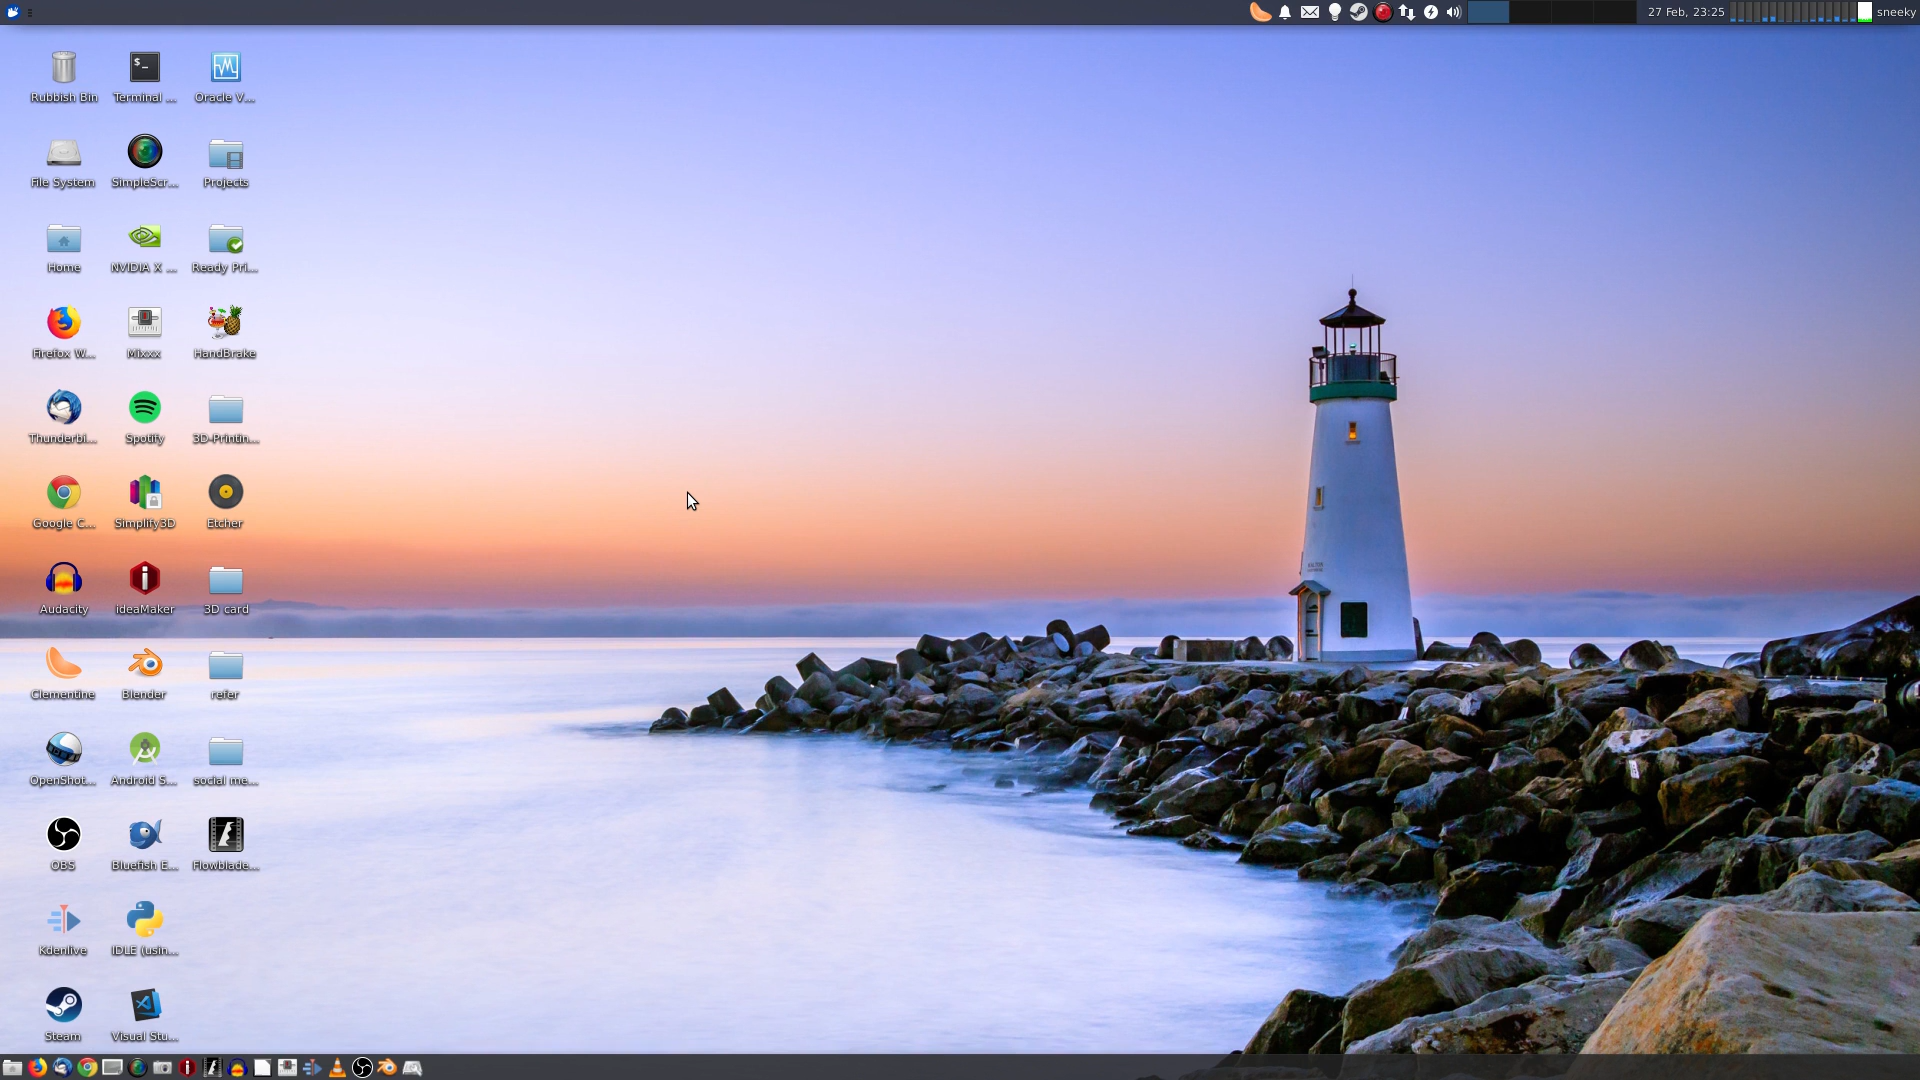 27 Feb, 23:25
sneeky
Rubbish Bin
Terminal ...
Oracle V...
File System
SimpleScr...
Projects
Home
NVIDIA X ...
Ready Pri...
Firefox W...
Mixxx
HandBrake
Thunderbi...
Spotify
3D-Printin...
Google C...
Simplify3D
Etcher
Audacity
ideaMaker
3D card
Clementine
Blender
refer
OpenShot...
Android S...
social me...
OBS
Bluefish E...
Flowblade...
Kdenlive
IDLE (usin...
Steam
Visual Stu...